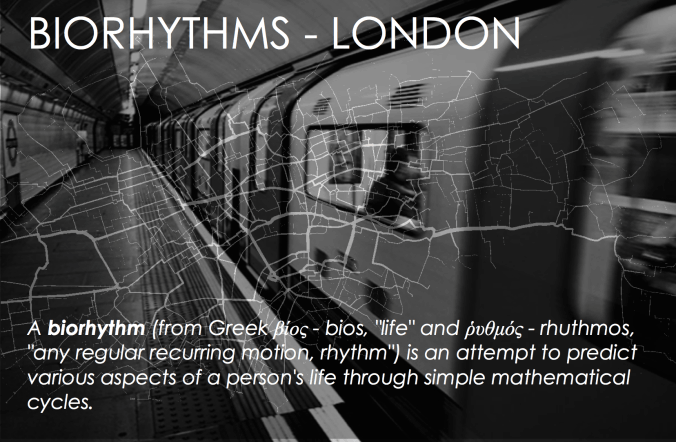 BIORHYTHMS - LONDON
A biorhythm (from Greek βίος - bios, "life" and ῥυθμός - rhuthmos,
"any regular recurring motion, rhythm") is an attempt to predict
various aspects of a person's life through simple mathematical
cycles.